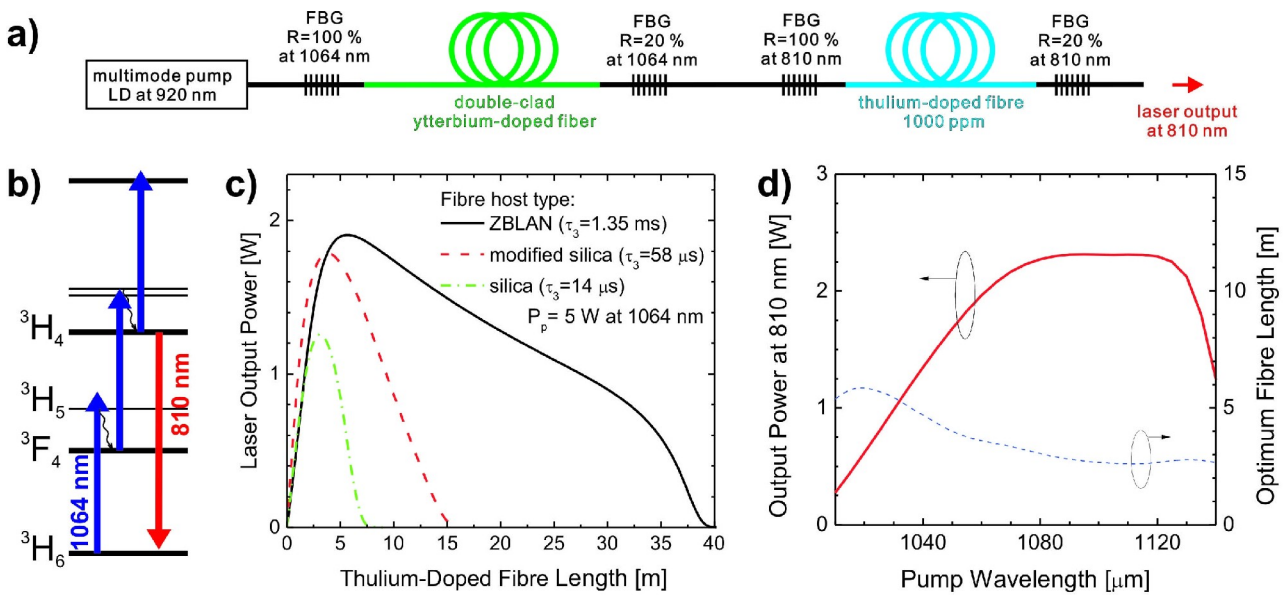 a)
multimode pump
LD at 920 nm
FBG
R=100 %
at 1064 nm
double-clad
ytterbium-doped fiber
FBG
R=20 %
at 1064 nm
FBG
R=100 %
at 810 nm
thulium-doped fibre
1000 ppm
FBG
R=20 %
at 810 nm
laser output
at 810 nm
b)
³H₄
³H₅
³F₄
³H₆
1064 nm
810 nm
c)
Laser Output Power [W]
2
1
0
Fibre host type:
ZBLAN (τ₃=1.35 ms)
modified silica (τ₃=58 μs)
silica (τ₃=14 μs)
Pₚ= 5 W at 1064 nm
0 5 10 15 20 25 30 35 40
Thulium-Doped Fibre Length [m]
d)
Output Power at 810 nm [W]
3
2
1
0
15
10
5
0
Optimum Fibre Length [m]
1040 1080 1120
Pump Wavelength [μm]